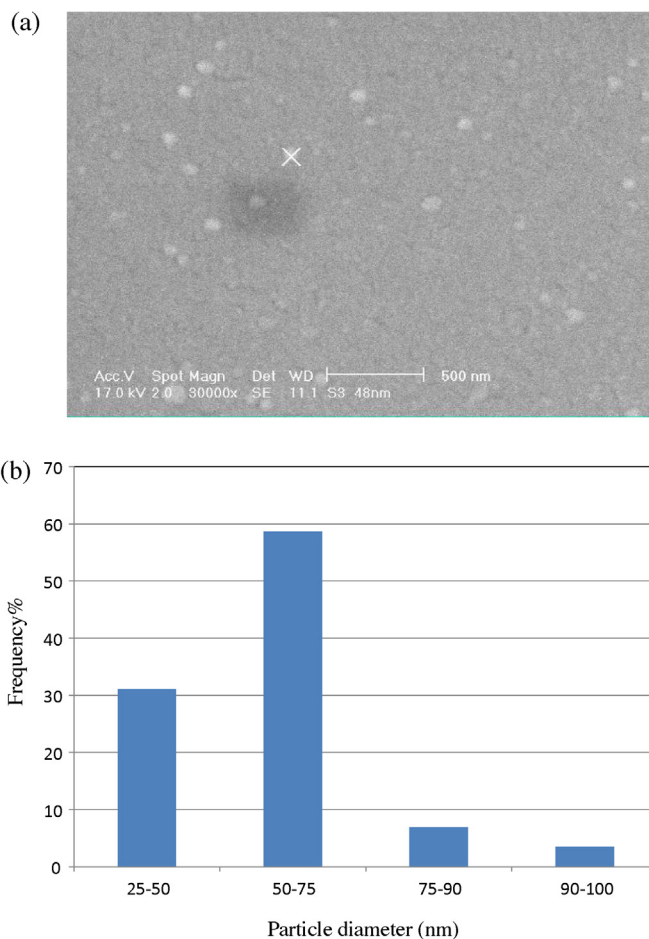 (a)
Acc.V Spot Magn Det WD 500 nm
17.0 kV 2.0 30000x SE 11.1 S3 48nm
(b)
70
60
50
40
30
20
10
0
Frequency%
25-50 50-75 75-90 90-100
Particle diameter (nm)